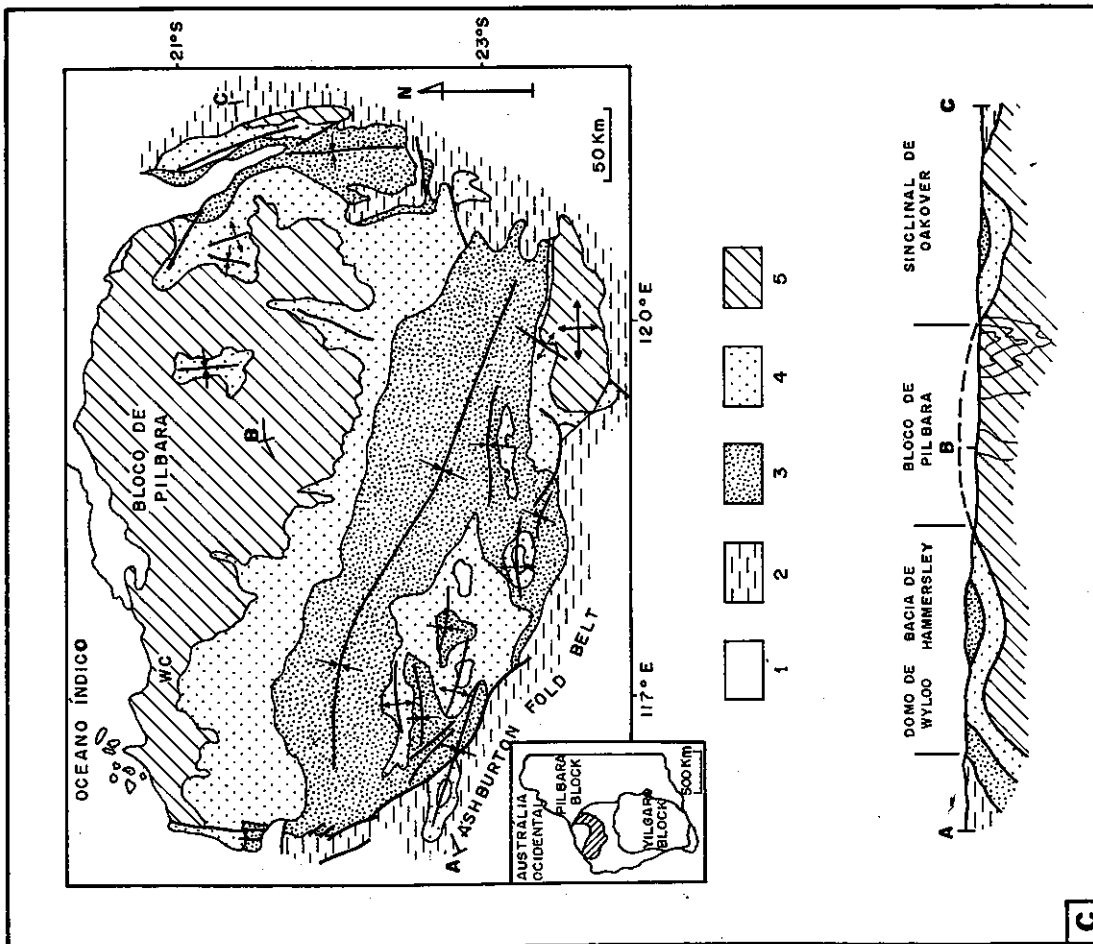 OCEANO ÍNDICO
21°S
23°S
BLOCO DE
PILBARA
WC
B
C
N
50 Km
A
ASHBURTON FOLD BELT
117° E
120° E
AUSTRALIA
OCIDENTAL
PILBARA
BLOCK
YILGARN
BLOCK
500 Km
1
2
3
4
5
DOMO DE
WYLOO
BACIA DE
HAMMERSLEY
BLOCO DE
PILBARA
B
SINCLINAL DE
OAKOVER
A
C
C